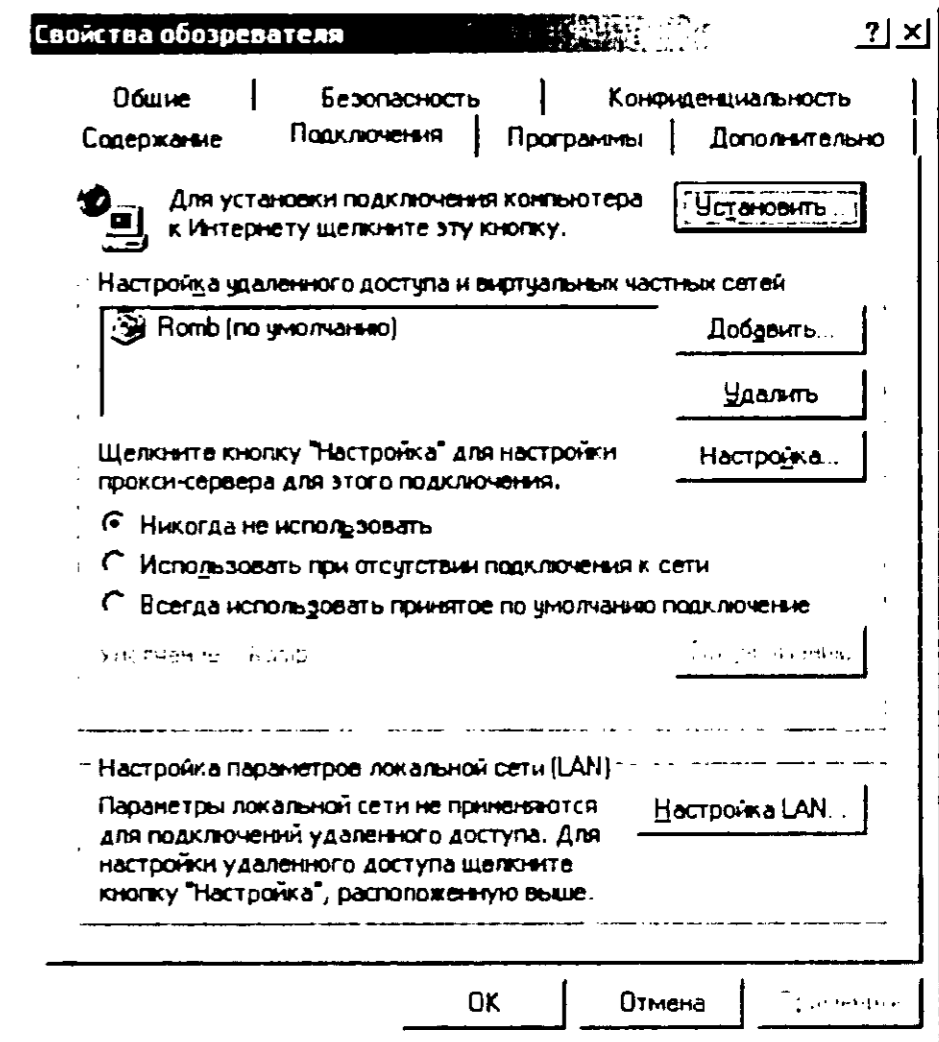 Свойства обозревателя ? ×
Общие Безопасность Конфиденциальность
Содержание Подключения Программы Дополнительно
Для установки подключения компьютера
к Интернету щелкните эту кнопку.
Установить...
Настройка удаленного доступа и виртуальных частных сетей
Romb (по умолчанию)
Добавить...
Удалить
Щелкните кнопку "Настройка" для настройки
прокси-сервера для этого подключения.
Настройка...
Никогда не использовать
Использовать при отсутствии подключения к сети
Всегда использовать принятое по умолчанию подключение
Настройка параметров локальной сети (LAN)
Параметры локальной сети не применяются
для подключений удаленного доступа. Для
настройки удаленного доступа щелкните
кнопку "Настройка", расположенную выше.
Настройка LAN...
OK Отмена